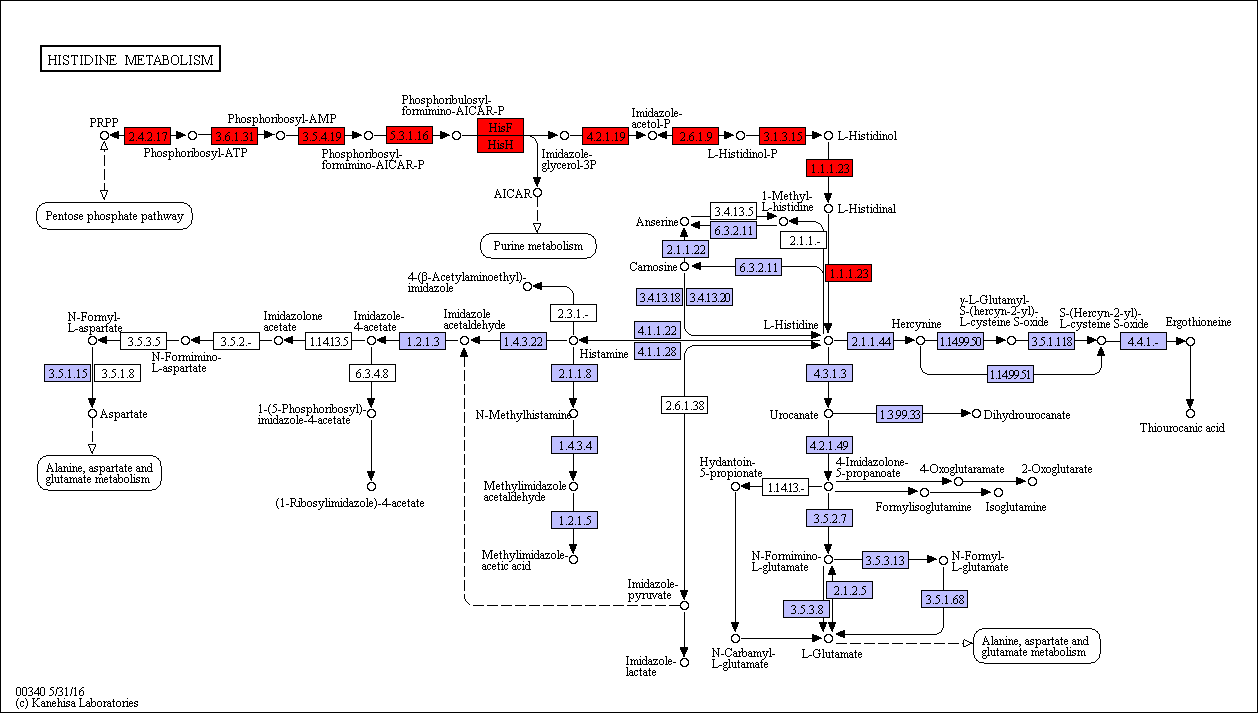 HISTIDINE METABOLISM
PRPP
2.4.2.17
Phosphoribosyl-ATP
3.6.1.31
Phosphoribosyl-AMP
3.5.4.19
Phosphoribosyl-
formimino-AICAR-P
5.3.1.16
Phosphoribulosyl-
formimino-AICAR-P
HisF
HisH
Imidazole-
glycerol-3P
4.2.1.19
Imidazole-
acetol-P
2.6.1.9
L-Histidinol-P
3.1.3.15
L-Histidinol
1.1.1.23
AICAR
Pentose phosphate pathway
Purine metabolism
L-Histidinal
1-Methyl-
L-histidine
3.4.13.5
Anserine
6.3.2.11
2.1.1.-
2.1.1.22
Carnosine
6.3.2.11
1.1.1.23
4-(β-Acetylaminoethyl)-
imidazole
3.4.13.18
3.4.13.20
2.3.1.-
N-Formyl-
L-aspartate
Imidazolone
acetate
Imidazole-
4-acetate
Imidazole
acetaldehyde
4.1.1.22
L-Histidine
Hercynine
γ-L-Glutamyl-
S-(hercyn-2-yl)-
L-cysteine S-oxide
S-(Hercyn-2-yl)-
L-cysteine S-oxide
Ergothioneine
3.5.3.5
3.5.2.-
1.14.13.5
1.2.1.3
1.4.3.22
Histamine
4.1.1.28
2.1.1.44
1.14.99.50
3.5.1.118
4.4.1.-
N-Formimino-
L-aspartate
3.5.1.15
3.5.1.8
6.3.4.8
2.1.1.8
4.3.1.3
1.14.99.51
2.6.1.38
Aspartate
1-(5-Phosphoribosyl)-
imidazole-4-acetate
N-Methylhistamine
Urocanate
1.3.99.33
Dihydrourocanate
Thiourocanic acid
1.4.3.4
4.2.1.49
Alanine, aspartate and
glutamate metabolism
Hydantoin-
5-propionate
4-Imidazolone-
5-propanoate
4-Oxoglutaramate
2-Oxoglutarate
1.14.13.-
Methylimidazole
acetaldehyde
(1-Ribosylimidazole)-4-acetate
Formylisoglutamine
Isoglutamine
1.2.1.5
3.5.2.7
Methylimidazole-
acetic acid
N-Formimino-
L-glutamate
3.5.3.13
N-Formyl-
L-glutamate
Imidazole-
pyruvate
2.1.2.5
3.5.3.8
3.5.1.68
Imidazole-
lactate
N-Carbamyl-
L-glutamate
L-Glutamate
Alanine, aspartate and
glutamate metabolism
00340 5/31/16
(c) Kanehisa Laboratories